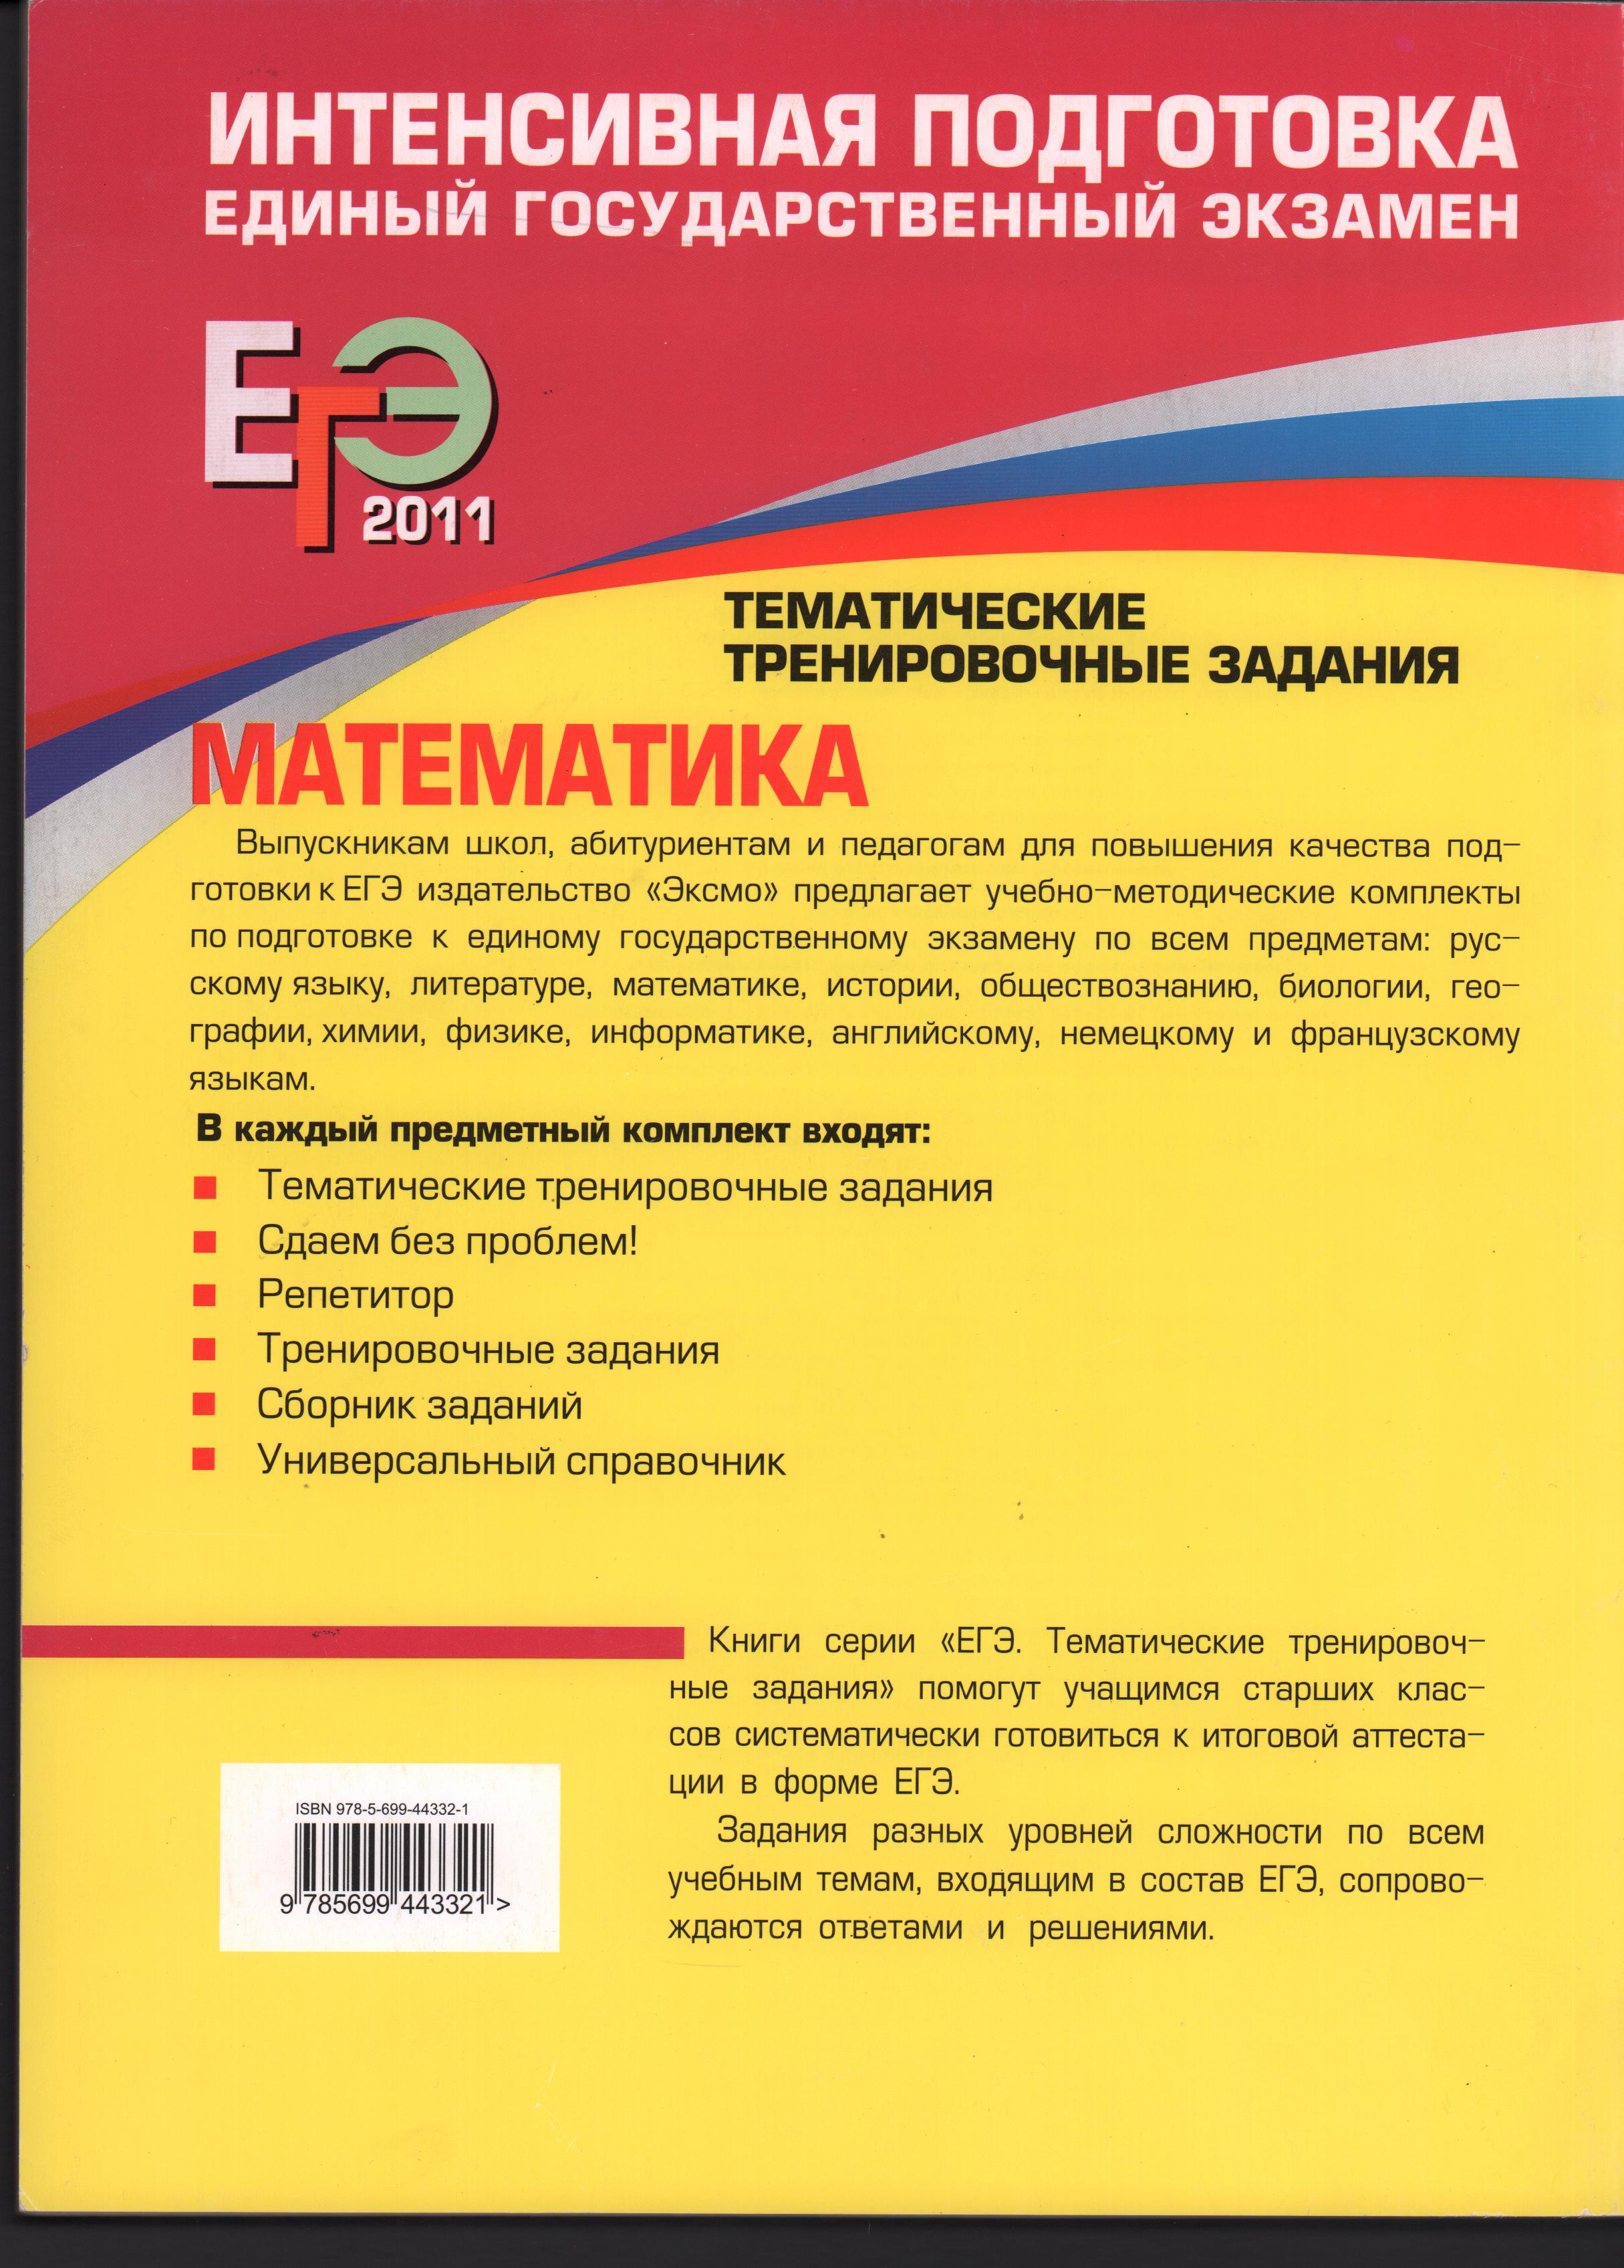 ИНТЕНСИВНАЯ ПОДГОТОВКА
ЕДИНЫЙ ГОСУДАРСТВЕННЫЙ ЭКЗАМЕН
ЕГЭ
2011
ТЕМАТИЧЕСКИЕ
ТРЕНИРОВОЧНЫЕ ЗАДАНИЯ
МАТЕМАТИКА
Выпускникам школ, абитуриентам и педагогам для повышения качества под-
готовки к ЕГЭ издательство «Эксмо» предлагает учебно-методические комплекты
по подготовке к единому государственному экзамену по всем предметам: рус-
скому языку, литературе, математике, истории, обществознанию, биологии, гео-
графии, химии, физике, информатике, английскому, немецкому и французскому
языкам.
В каждый предметный комплект входят:
Тематические тренировочные задания
Сдаем без проблем!
Репетитор
Тренировочные задания
Сборник заданий
Универсальный справочник
Книги серии «ЕГЭ. Тематические тренировоч-
ные задания» помогут учащимся старших клас-
сов систематически готовиться к итоговой аттеста-
ции в форме ЕГЭ.
Задания разных уровней сложности по всем
учебным темам, входящим в состав ЕГЭ, сопрово-
ждаются ответами и решениями.
ISBN 978-5-699-44332-1
9 785699 443321 >